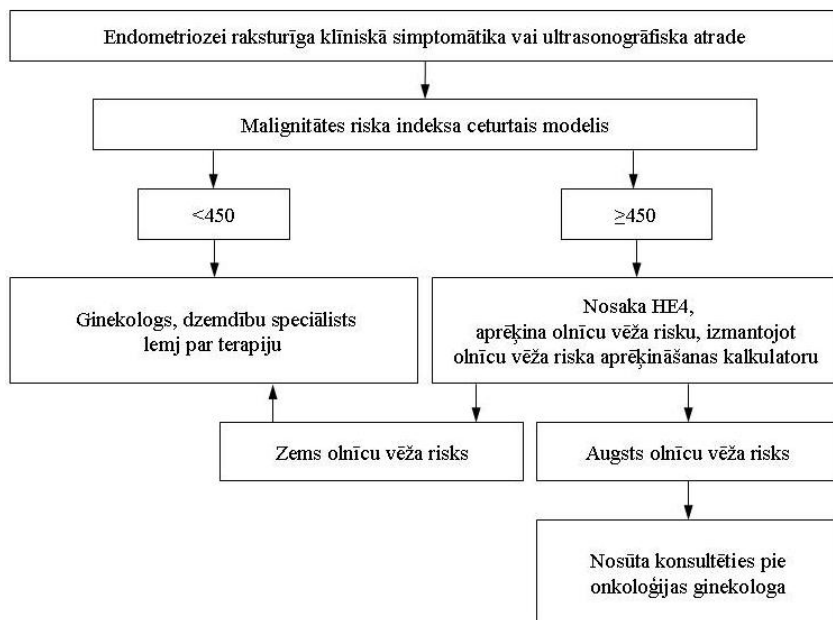 Endometriozei raksturīga klīniskā simptomātika vai ultrasonogrāfiska atrade
Malignitātes riska indeksa ceturtais modelis
<450
≥450
Ginekologs, dzemdību speciālists
lemj par terapiju
Nosaka HE4,
aprēķina olnīcu vēža risku, izmantojot
olnīcu vēža riska aprēķināšanas kalkulatoru
Zems olnīcu vēža risks
Augsts olnīcu vēža risks
Nosūta konsultēties pie
onkoloģijas ginekologa